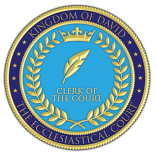 KINGDOM OF DAVID
CLERK OF
THE COURT
THE ECCLESIASTICAL COURT